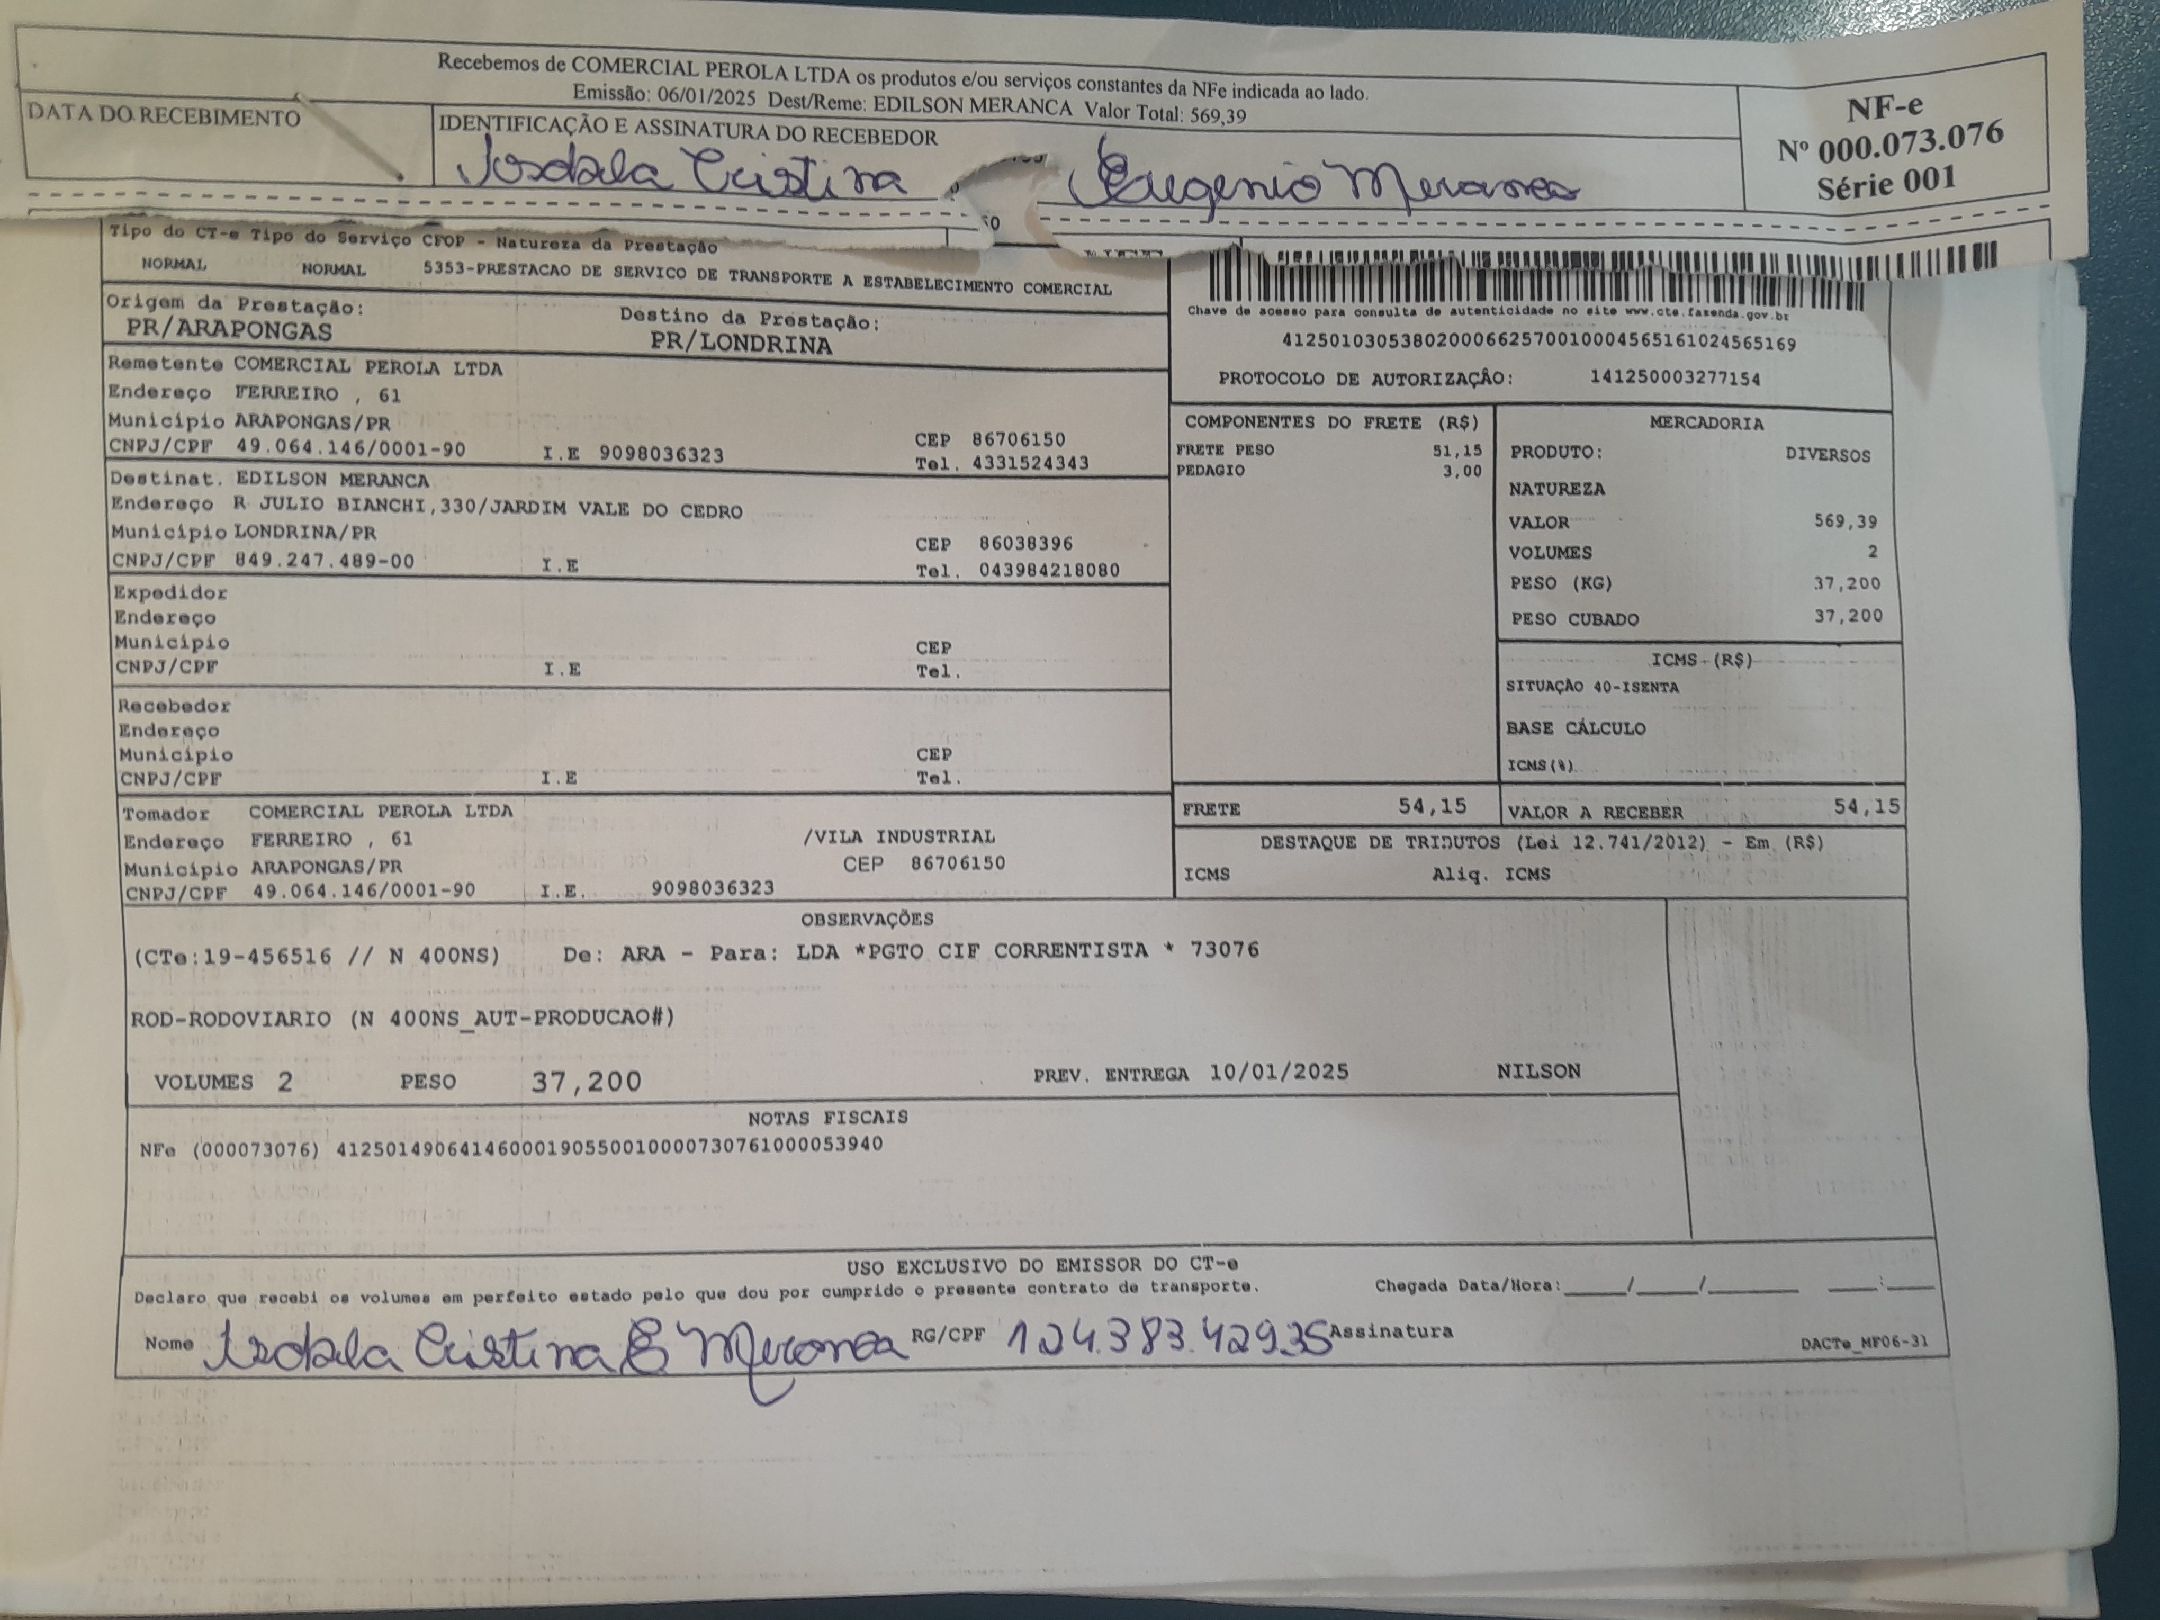 Recebemos de COMERCIAL PEROLA LTDA os produtos e/ou serviços constantes da NFe indicada ao lado.
Emissão: 06/01/2025 Dest/Reme: EDILSON MERANCA Valor Total: 569,39
NF-e
Nº 000.073.076
Série 001
DATA DO RECEBIMENTO
IDENTIFICAÇÃO E ASSINATURA DO RECEBEDOR
Cristina Eugenio Meranca
Tipo do CT-e Tipo do Serviço CFOP - Natureza da Prestação
NORMAL NORMAL 5353-PRESTACAO DE SERVICO DE TRANSPORTE A ESTABELECIMENTO COMERCIAL
Origem da Prestação: Destino da Prestação:
PR/ARAPONGAS PR/LONDRINA
Chave de acesso para consulta de autenticidade no site www.cte.fazenda.gov.br
41250103053802000662570010004565161024565169
PROTOCOLO DE AUTORIZAÇÃO: 141250003277154
Remetente COMERCIAL PEROLA LTDA
Endereço FERREIRO , 61
Município ARAPONGAS/PR CEP 86706150
CNPJ/CPF 49.064.146/0001-90 I.E 9098036323 Tel. 4331524343
Destinat. EDILSON MERANCA
Endereço R JULIO BIANCHI,330/JARDIM VALE DO CEDRO
Município LONDRINA/PR CEP 86038396
CNPJ/CPF 849.247.489-00 I.E Tel. 043984218080
Expedidor
Endereço
Município CEP
CNPJ/CPF I.E Tel.
Recebedor
Endereço
Município CEP
CNPJ/CPF I.E Tel.
Tomador COMERCIAL PEROLA LTDA
Endereço FERREIRO , 61 /VILA INDUSTRIAL
Município ARAPONGAS/PR CEP 86706150
CNPJ/CPF 49.064.146/0001-90 I.E. 9098036323
COMPONENTES DO FRETE (R$)
FRETE PESO 51,15
PEDAGIO 3,00
MERCADORIA
PRODUTO: DIVERSOS
NATUREZA
VALOR 569,39
VOLUMES 2
PESO (KG) 37,200
PESO CUBADO 37,200
ICMS (R$)
SITUAÇÃO 40-ISENTA
BASE CÁLCULO
ICMS(%)
FRETE 54,15 VALOR A RECEBER 54,15
DESTAQUE DE TRIBUTOS (Lei 12.741/2012) - Em (R$)
ICMS Aliq. ICMS
OBSERVAÇÕES
(CTe:19-456516 // N 400NS) De: ARA - Para: LDA *PGTO CIF CORRENTISTA * 73076
ROD-RODOVIARIO (N 400NS_AUT-PRODUCAO#)
VOLUMES 2 PESO 37,200 PREV. ENTREGA 10/01/2025 NILSON
NOTAS FISCAIS
NFe (000073076) 41250149064146000190550010000730761000053940
USO EXCLUSIVO DO EMISSOR DO CT-e
Declaro que recebi os volumes em perfeito estado pelo que dou por cumprido o presente contrato de transporte. Chegada Data/Hora:_____/_____/_______ ____:____
Nome Cristina E Meranca RG/CPF 124.383.429.35 Assinatura
DACTe_MF06-31